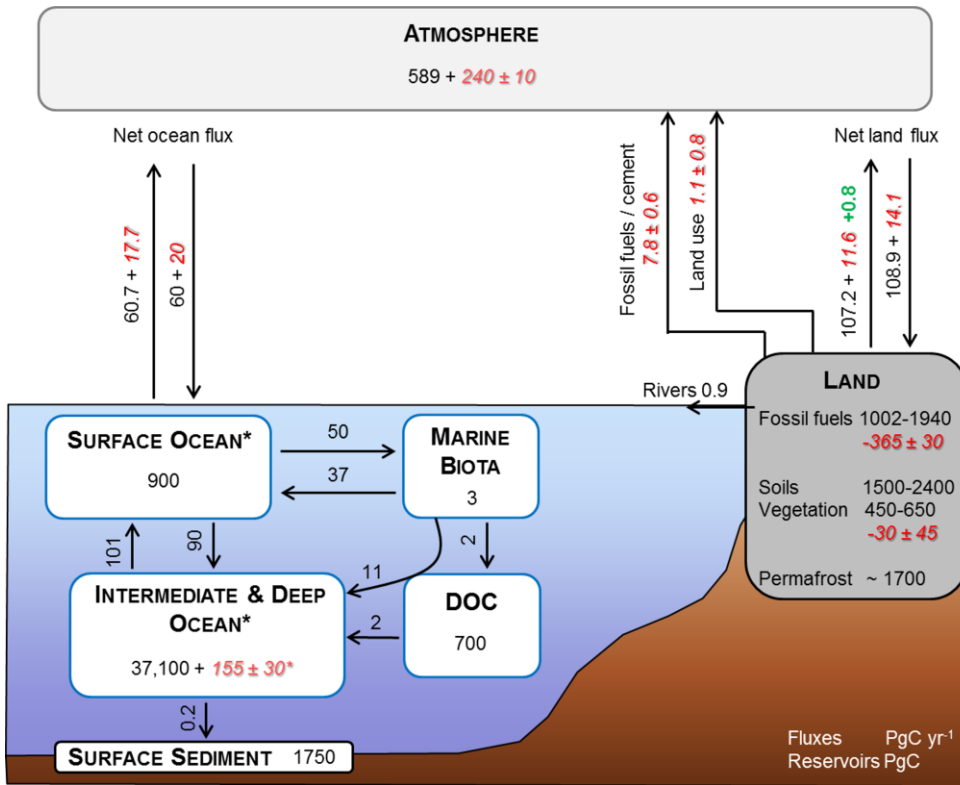 ATMOSPHERE
589 + 240 ± 10
Net ocean flux
60.7 + 17.7
60 + 20
Fossil fuels / cement
7.8 ± 0.6
Land use 1.1 ± 0.8
Net land flux
107.2 + 11.6 +0.8
108.9 + 14.1
Rivers 0.9
LAND
Fossil fuels 1002-1940
-365 ± 30
Soils 1500-2400
Vegetation 450-650
-30 ± 45
Permafrost ~ 1700
SURFACE OCEAN*
900
50
37
MARINE
BIOTA
3
101
90
11
2
INTERMEDIATE & DEEP
OCEAN*
37,100 + 155 ± 30*
2
DOC
700
0.2
SURFACE SEDIMENT 1750
Fluxes PgC yr⁻¹
Reservoirs PgC